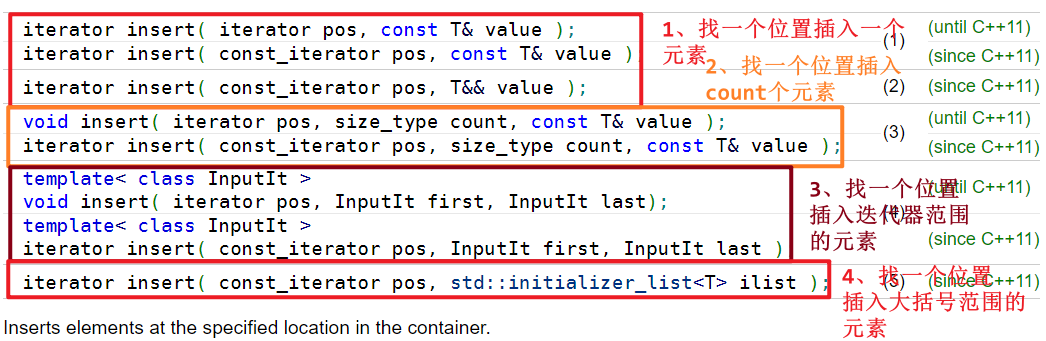 iterator insert( iterator pos, const T& value );
(until C++11)
iterator insert( const_iterator pos, const T& value )
(1)
(since C++11)
1、找一个位置插入一个
元素
iterator insert( const_iterator pos, T&& value );
(2)
(since C++11)
2、找一个位置插入
count个元素
void insert( iterator pos, size_type count, const T& value );
(until C++11)
iterator insert( const_iterator pos, size_type count, const T& value );
(3)
(since C++11)
template< class InputIt >
void insert( iterator pos, InputIt first, InputIt last);
(until C++11)
template< class InputIt >
iterator insert( const_iterator pos, InputIt first, InputIt last )
(4)
(since C++11)
3、找一个位置
插入迭代器范围
的元素
iterator insert( const_iterator pos, std::initializer_list<T> ilist );
(5)
(since C++11)
4、找一个位置
插入大括号范围的
元素
Inserts elements at the specified location in the container.